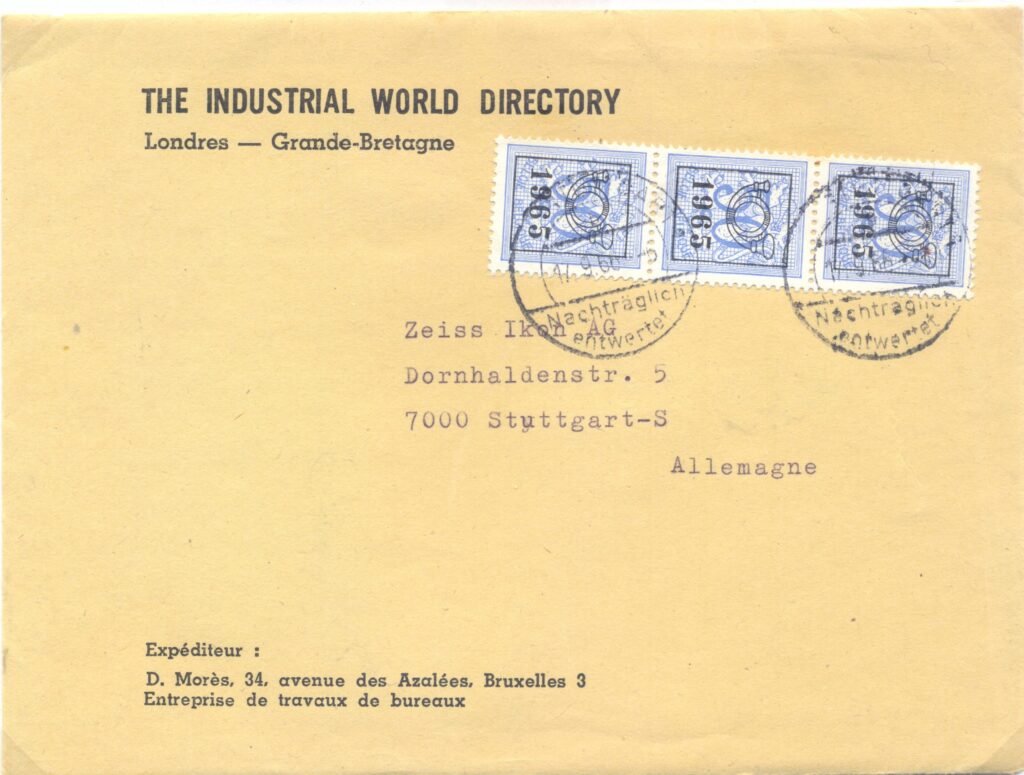 THE INDUSTRIAL WORLD DIRECTORY
Londres — Grande-Bretagne
1965
1965
1965
Nachträglich
entwertet
Nachträglich
entwertet
Zeiss Ikon AG
Dornhaldenstr. 5
7000 Stuttgart-S
Allemagne
Expéditeur :
D. Morès, 34, avenue des Azalées, Bruxelles 3
Entreprise de travaux de bureaux